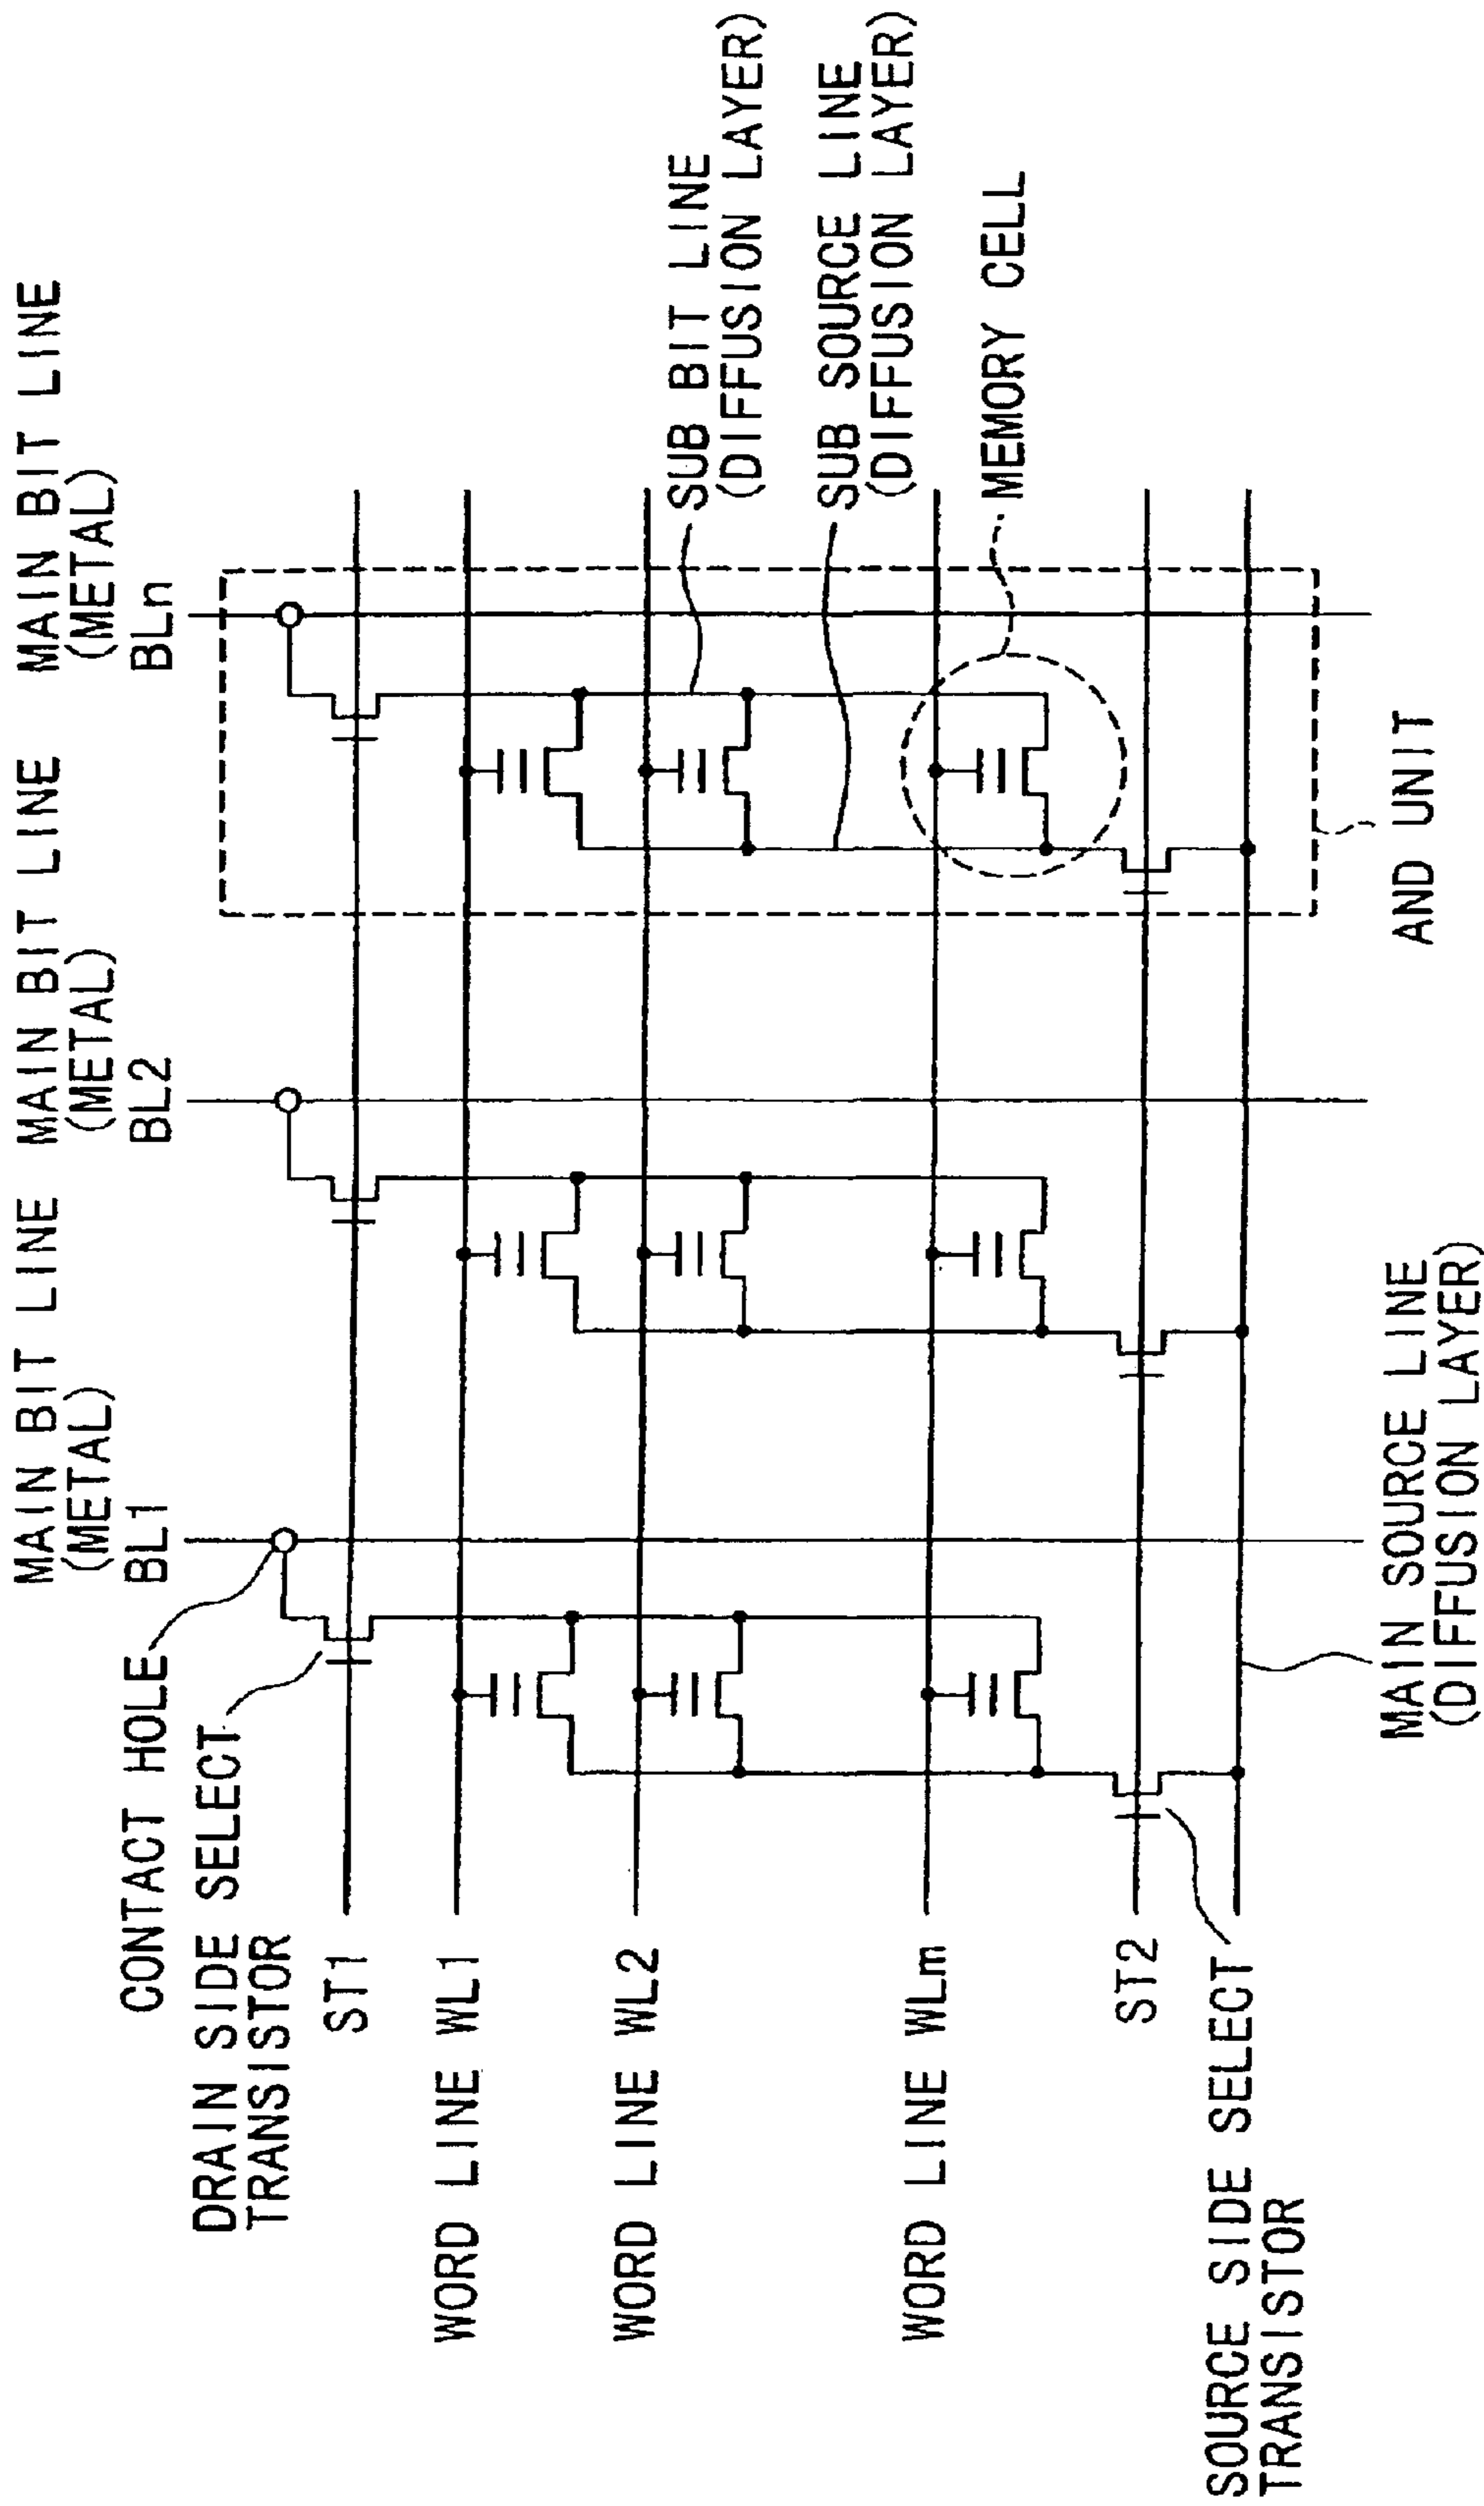 MAIN BIT LINE
(METAL)
BL1
MAIN BIT LINE
(METAL)
BL2
MAIN BIT LINE
(METAL)
BLn
CONTACT HOLE
DRAIN SIDE SELECT
TRANSISTOR
ST1
WORD LINE WL1
WORD LINE WL2
WORD LINE WLm
ST2
SOURCE SIDE SELECT
TRANSISTOR
SUB BIT LINE
(DIFFUSION LAYER)
SUB SOURCE LINE
(DIFFUSION LAYER)
MEMORY CELL
MAIN SOURCE LINE
(DIFFUSION LAYER)
AND UNIT